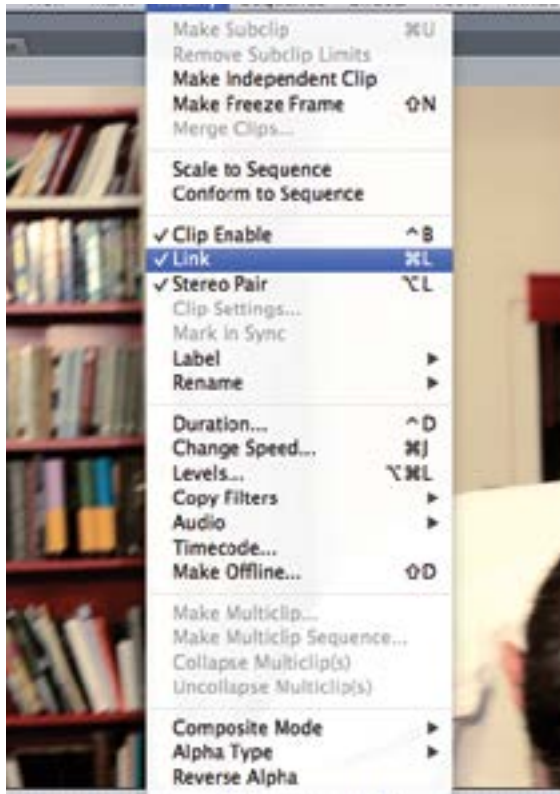 Make Subclip ⌘U
Remove Subclip Limits
Make Independent Clip
Make Freeze Frame ⇧N
Merge Clips...
Scale to Sequence
Conform to Sequence
✓ Clip Enable ^B
✓ Link ⌘L
✓ Stereo Pair ⌥L
Clip Settings...
Mark in Sync
Label ▶
Rename ▶
Duration... ^D
Change Speed... ⌘J
Levels... ⌥⌘L
Copy Filters ▶
Audio ▶
Timecode...
Make Offline... ⇧D
Make Multiclip...
Make Multiclip Sequence...
Collapse Multiclip(s)
Uncollapse Multiclip(s)
Composite Mode ▶
Alpha Type ▶
Reverse Alpha